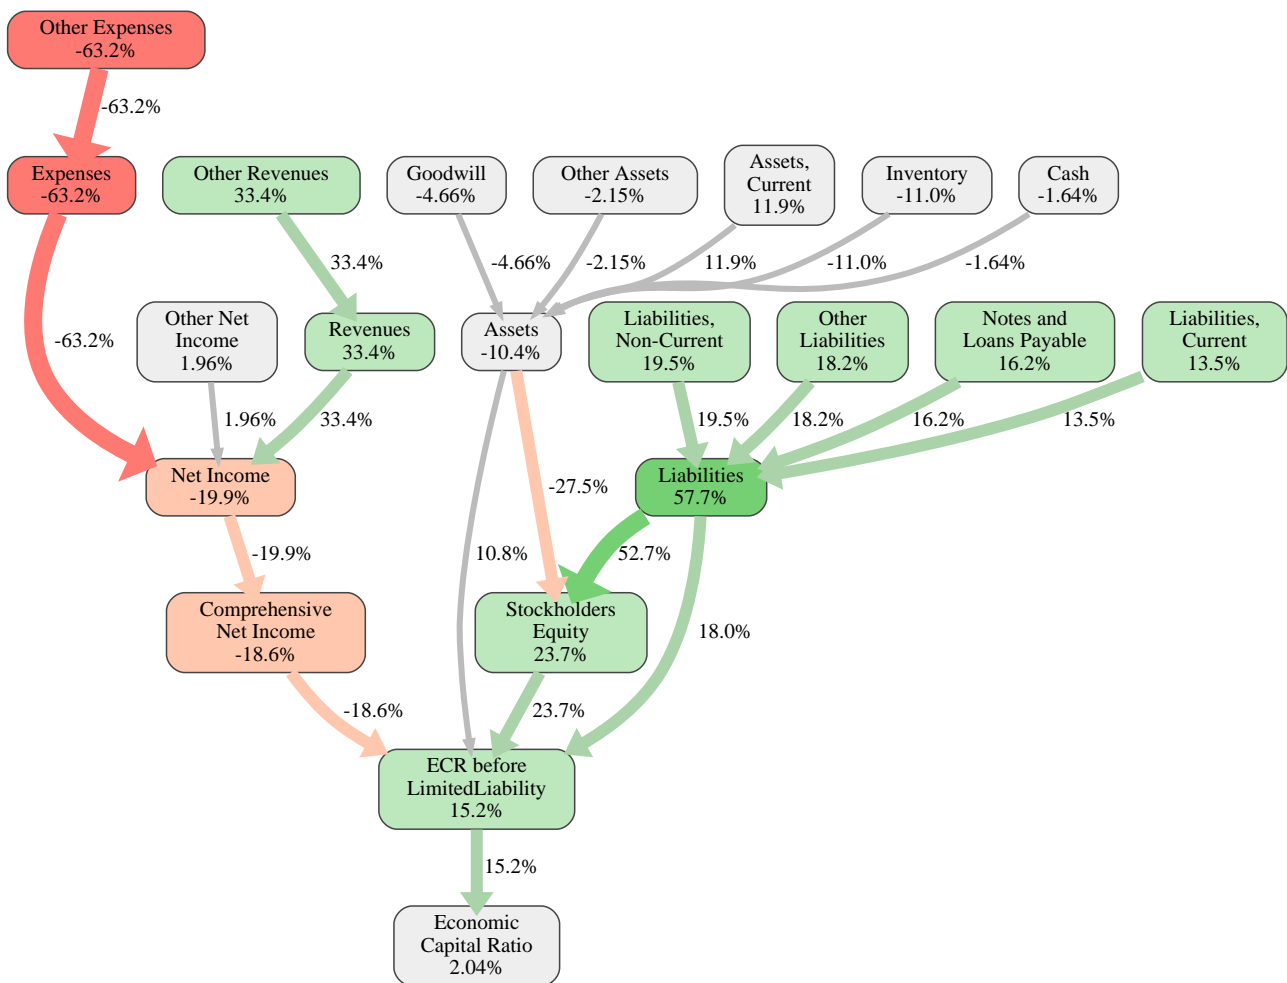 Other Expenses
-63.2%
-63.2%
Expenses
-63.2%
Other Revenues
33.4%
Goodwill
-4.66%
Other Assets
-2.15%
Assets,
Current
11.9%
Inventory
-11.0%
Cash
-1.64%
33.4%
-4.66%
-2.15%
11.9%
-11.0%
-1.64%
-63.2%
Other Net
Income
1.96%
Revenues
33.4%
Assets
-10.4%
Liabilities,
Non-Current
19.5%
Other
Liabilities
18.2%
Notes and
Loans Payable
16.2%
Liabilities,
Current
13.5%
1.96%
33.4%
19.5%
18.2%
16.2%
13.5%
Net Income
-19.9%
-27.5%
Liabilities
57.7%
-19.9%
10.8%
52.7%
Comprehensive
Net Income
-18.6%
Stockholders
Equity
23.7%
18.0%
-18.6%
23.7%
ECR before
LimitedLiability
15.2%
15.2%
Economic
Capital Ratio
2.04%